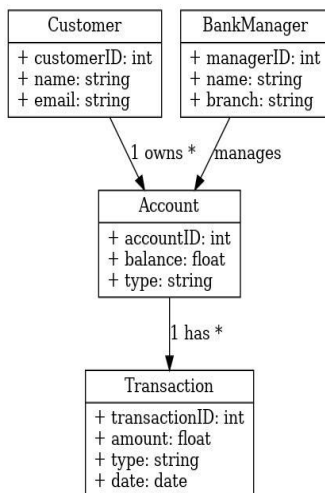 Customer
+ customerID: int
+ name: string
+ email: string
BankManager
+ managerID: int
+ name: string
+ branch: string
1 owns *
manages
Account
+ accountID: int
+ balance: float
+ type: string
1 has *
Transaction
+ transactionID: int
+ amount: float
+ type: string
+ date: date